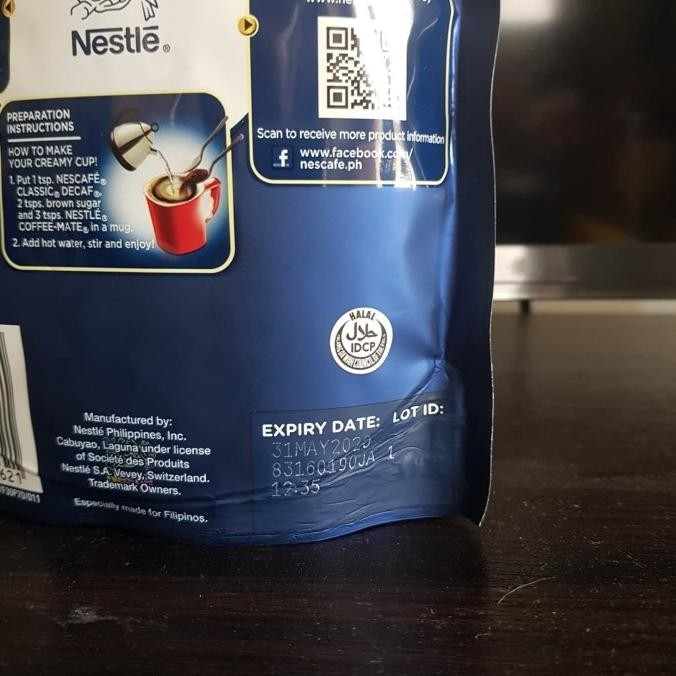 Nestlé®
PREPARATION
INSTRUCTIONS
HOW TO MAKE
YOUR CREAMY CUP!
1. Put 1 tsp. NESCAFÉ®
CLASSIC® DECAF®,
2 tsps. brown sugar
and 3 tsps. NESTLÉ®
COFFEE-MATE® in a mug.
2. Add hot water, stir and enjoy!
Scan to receive more product information
f www.facebook.com/
nescafe.ph
HALAL
حلال
IDCP
Manufactured by:
Nestlé Philippines, Inc.
Cabuyao, Laguna under license
of Société des Produits
Nestlé S.A. Vevey, Switzerland.
Trademark Owners.
Especially made for Filipinos.
EXPIRY DATE: LOT ID:
31MAY2020
83160490JA 1
12:35